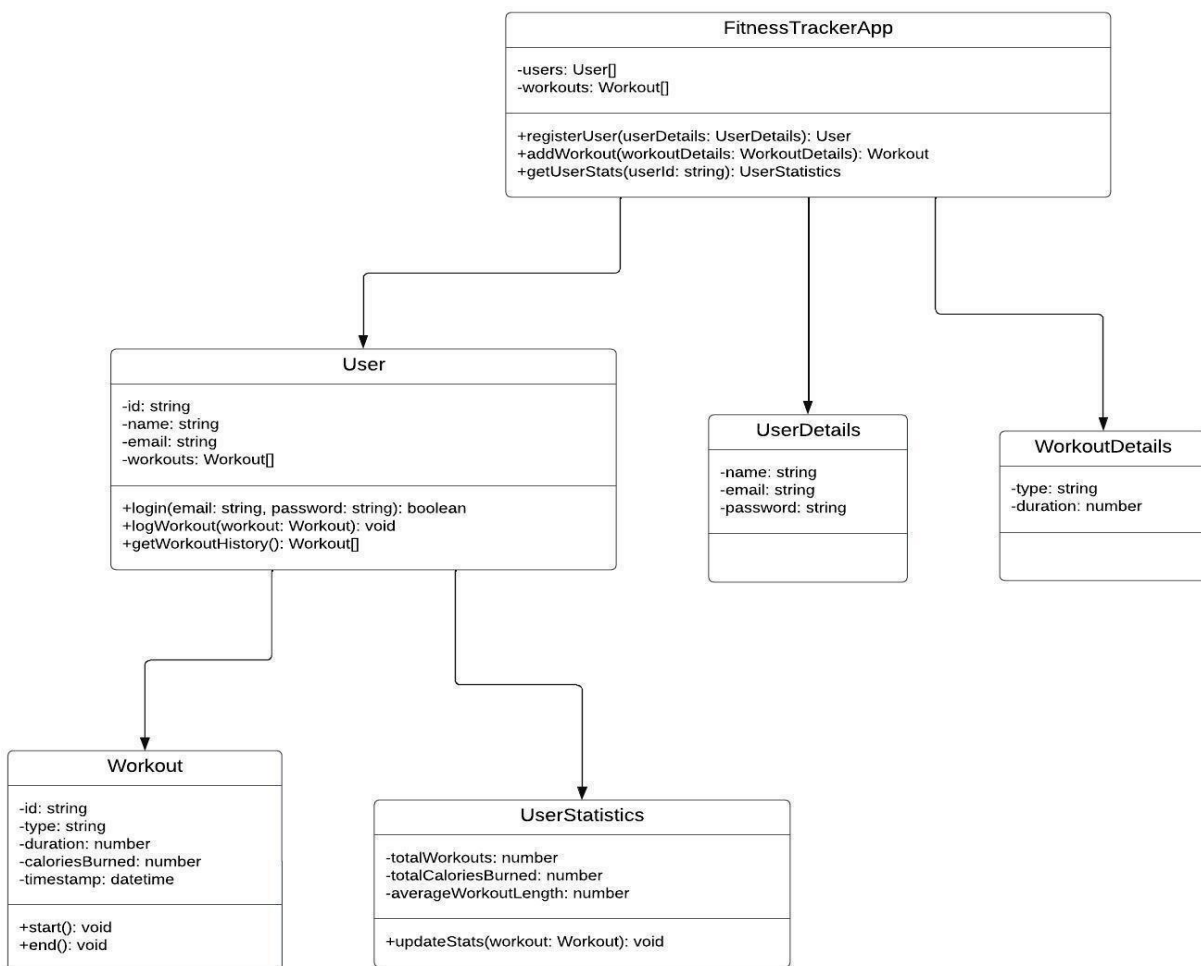 FitnessTrackerApp
-users: User[]
-workouts: Workout[]
+registerUser(userDetails: UserDetails): User
+addWorkout(workoutDetails: WorkoutDetails): Workout
+getUserStats(userId: string): UserStatistics
User
-id: string
-name: string
-email: string
-workouts: Workout[]
+login(email: string, password: string): boolean
+logWorkout(workout: Workout): void
+getWorkoutHistory(): Workout[]
UserDetails
-name: string
-email: string
-password: string
WorkoutDetails
-type: string
-duration: number
Workout
-id: string
-type: string
-duration: number
-caloriesBurned: number
-timestamp: datetime
+start(): void
+end(): void
UserStatistics
-totalWorkouts: number
-totalCaloriesBurned: number
-averageWorkoutLength: number
+updateStats(workout: Workout): void